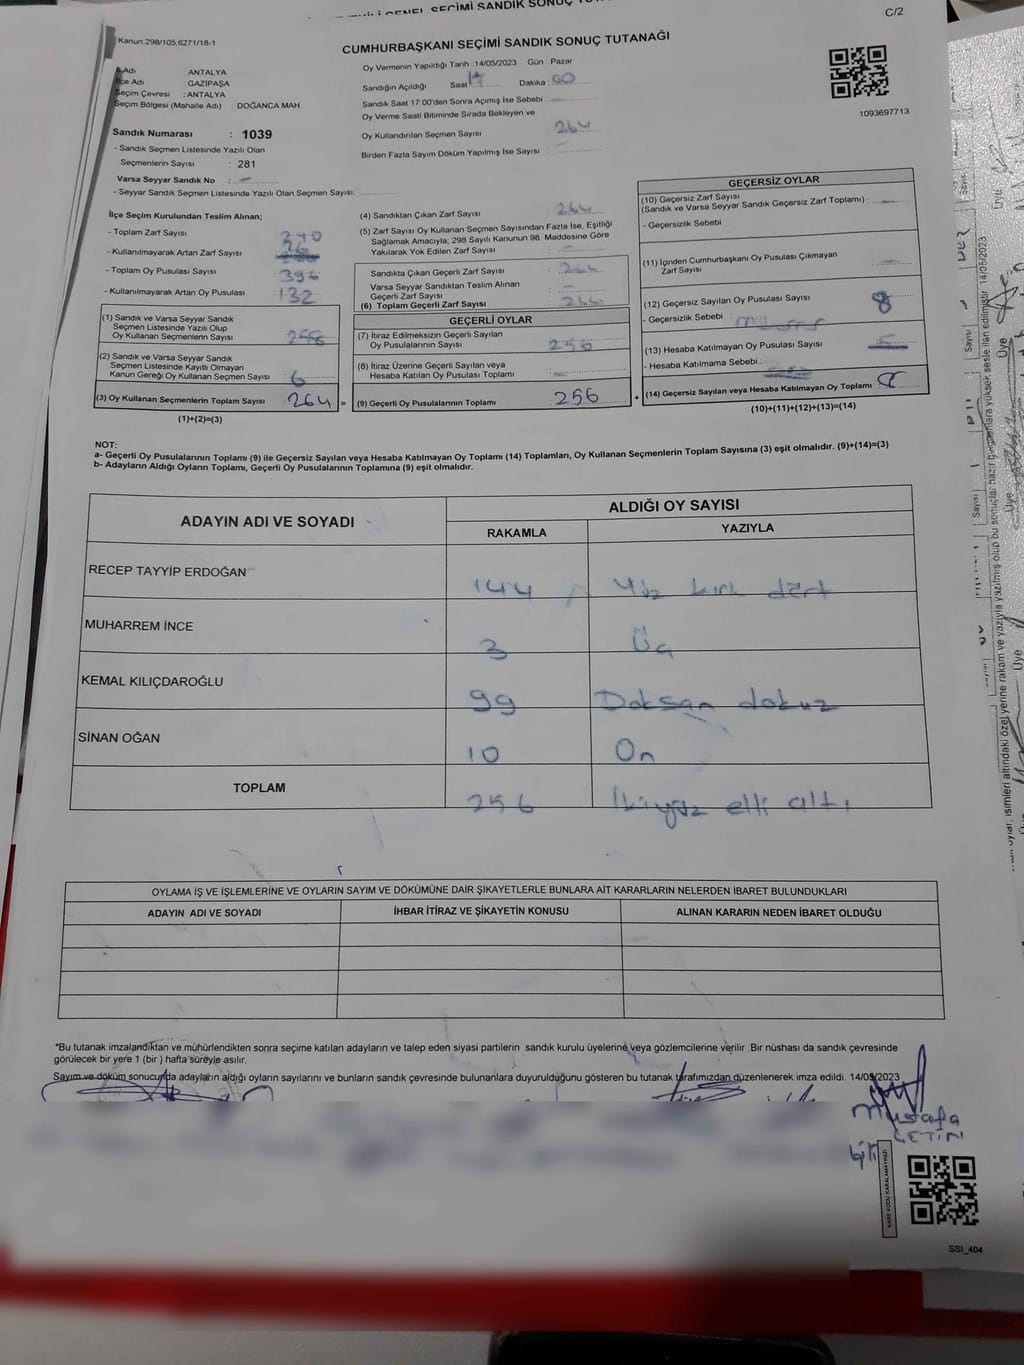 C/2
Kanun.298/105,6271/18-1
CUMHURBAŞKANI SEÇİMİ SANDIK SONUÇ TUTANAĞI
İl Adı : ANTALYA
İlçe Adı : GAZİPAŞA
Seçim Çevresi : ANTALYA
Seçim Bölgesi (Mahalle Adı) : DOĞANCA MAH
Sandık Numarası : 1039
- Sandık Seçmen Listesinde Yazılı Olan
Seçmenlerin Sayısı : 281
Varsa Seyyar Sandık No : -
- Seyyar Sandık Listesinde Yazılı Olan Seçmen Sayısı:
Oy Vermenin Yapıldığı Tarih : 14/05/2023 Gün : Pazar
Sandığın Açıldığı Saat 17 Dakika : 00
Sandık Saat 17.00'den Sonra Açımış İse Sebebi
Oy Verme Saati Bitiminde Sırada Bekleyen ve
Oy Kullandırılan Seçmen Sayısı : 264
Birden Fazla Sayım Döküm Yapılmış İse Sayısı :
1093697713
İlçe Seçim Kurulundan Teslim Alınan;
- Toplam Zarf Sayısı : 290
- Kullanılmayarak Artan Zarf Sayısı : 26
- Toplam Oy Pusulası Sayısı : 396
- Kullanılmayarak Artan Oy Pusulası : 132
(1) Sandık ve Varsa Seyyar Sandık
Seçmen Listesinde Yazılı Olup
Oy Kullanan Seçmenlerin Sayısı : 258
(2) Sandık ve Varsa Seyyar Sandık
Seçmen Listesinde Kayıtlı Olmayan
Kanun Gereği Oy Kullanan Seçmen Sayısı : 6
(3) Oy Kullanan Seçmenlerin Toplam Sayısı : 264 =
(1)+(2)=(3)
(4) Sandıktan Çıkan Zarf Sayısı : 264
(5) Zarf Sayısı Oy Kullanan Seçmen Sayısından Fazla İse, Eşitliği
Sağlamak Amacıyla; 298 Sayılı Kanunun 98. Maddesine Göre
Yakılarak Yok Edilen Zarf Sayısı : -
Sandıkta Çıkan Geçerli Zarf Sayısı : 264
Varsa Seyyar Sandıktan Teslim Alınan
Geçerli Zarf Sayısı : -
(6) Toplam Geçerli Zarf Sayısı : 264
GEÇERLİ OYLAR
(7) İtiraz Edilmeksizin Geçerli Sayılan
Oy Pusulalarının Sayısı : 256
(8) İtiraz Üzerine Geçerli Sayılan veya
Hesaba Katılan Oy Pusulası Toplamı : -
(9) Geçerli Oy Pusulalarının Toplamı : 256 +
GEÇERSİZ OYLAR
(10) Geçersiz Zarf Sayısı
(Sandık ve Varsa Seyyar Sandık Geçersiz Zarf Toplamı) : -
- Geçersizlik Sebebi :
(11) İçinden Cumhurbaşkanı Oy Pusulası Çıkmayan
Zarf Sayısı : -
(12) Geçersiz Sayılan Oy Pusulası Sayısı : 8
- Geçersizlik Sebebi :
(13) Hesaba Katılmayan Oy Pusulası Sayısı :
- Hesaba Katılmama Sebebi :
(14) Geçersiz Sayılan veya Hesaba Katılmayan Oy Toplamı : 8
(10)+(11)+(12)+(13)=(14)
NOT:
a- Geçerli Oy Pusulalarının Toplamı (9) ile Geçersiz Sayılan veya Hesaba Katılmayan Oy Toplamı (14) Toplamları, Oy Kullanan Seçmenlerin Toplam Sayısına (3) eşit olmalıdır. (9)+(14)=(3)
b- Adayların Aldığı Oyların Toplamı, Geçerli Oy Pusulalarının Toplamına (9) eşit olmalıdır.
ADAYIN ADI VE SOYADI
ALDIĞI OY SAYISI
RAKAMLA YAZIYLA
RECEP TAYYİP ERDOĞAN 144 Yüz kırk dört
MUHARREM İNCE 3 Üç
KEMAL KILIÇDAROĞLU 99 Doksan dokuz
SİNAN OĞAN 10 On
TOPLAM 256 İkiyüz elli altı
OYLAMA İŞ VE İŞLEMLERİNE VE OYLARIN SAYIM VE DÖKÜMÜNE DAİR ŞİKAYETLERLE BUNLARA AİT KARARLARIN NELERDEN İBARET BULUNDUKLARI
ADAYIN ADI VE SOYADI İHBAR İTİRAZ VE ŞİKAYETİN KONUSU ALINAN KARARIN NEDEN İBARET OLDUĞU
*Bu tutanak imzalandıktan ve mühürlendikten sonra seçime katılan adayların ve talep eden siyasi partilerin sandık kurulu üyelerine veya gözlemcilerine verilir. Bir nüshası da sandık çevresinde
görülecek bir yere 1 (bir ) hafta süreyle asılır.
Sayım ve döküm sonucunda adayların aldığı oyların sayılarını ve bunların sandık çevresinde bulunanlara duyurulduğunu gösteren bu tutanak tarafımızdan düzenlenerek imza edildi. 14/05/2023
Mustafa
ÇETİN
KARE KODU KARALAMAYINIZ!
SSI_404